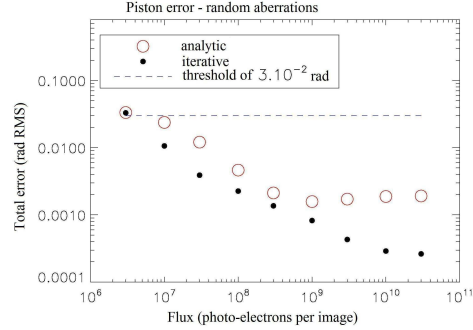 Piston error - random aberrations
analytic
iterative
threshold of 3.10⁻² rad
Total error (rad RMS)
0.1000
0.0100
0.0010
0.0001
10⁶ 10⁷ 10⁸ 10⁹ 10¹⁰ 10¹¹
Flux (photo-electrons per image)